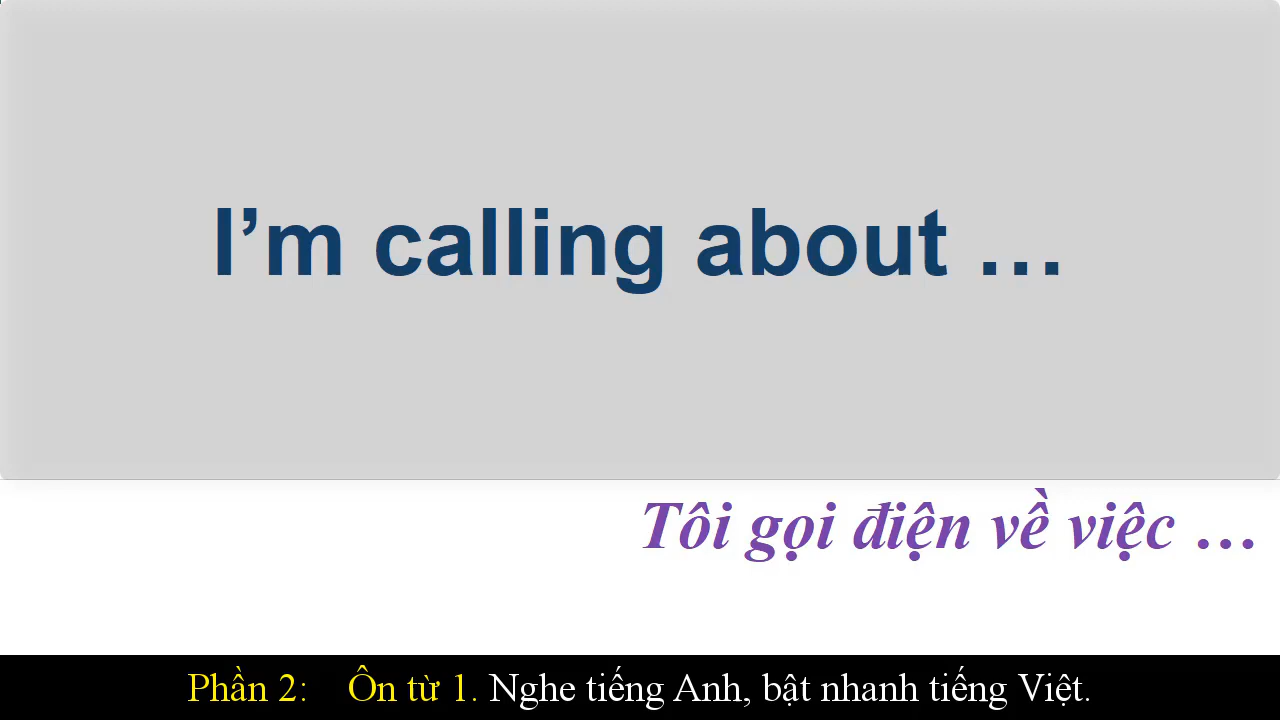 I’m calling about …
Tôi gọi điện về việc …
Phần 2: Ôn từ 1. Nghe tiếng Anh, bật nhanh tiếng Việt.